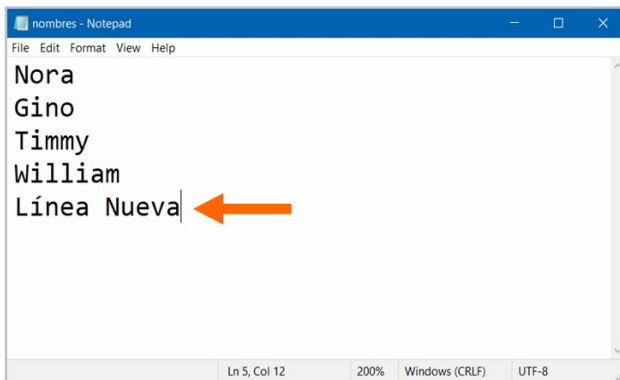 nombres - Notepad
File Edit Format View Help
Nora
Gino
Timmy
William
Línea Nueva
Ln 5, Col 12 200% Windows (CRLF) UTF-8